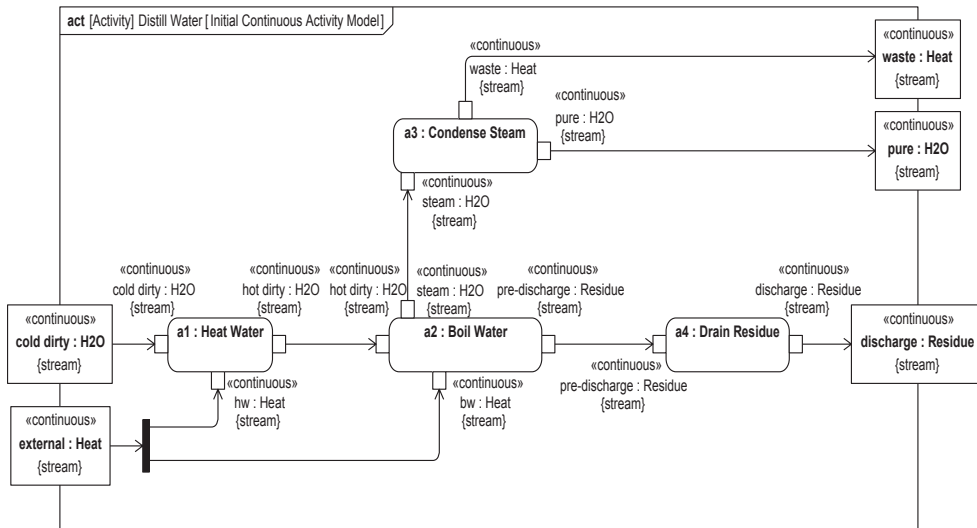 act [Activity] Distill Water [Initial Continuous Activity Model]
«continuous»
waste : Heat
{stream}
«continuous»
waste : Heat
{stream}
«continuous»
pure : H2O
{stream}
«continuous»
pure : H2O
{stream}
a3 : Condense Steam
«continuous»
steam : H2O
{stream}
«continuous»
cold dirty : H2O
{stream}
«continuous»
hot dirty : H2O
{stream}
«continuous»
hot dirty : H2O
{stream}
«continuous»
steam : H2O
{stream}
«continuous»
pre-discharge : Residue
{stream}
«continuous»
discharge : Residue
{stream}
«continuous»
cold dirty : H2O
{stream}
a1 : Heat Water
a2 : Boil Water
a4 : Drain Residue
«continuous»
discharge : Residue
{stream}
«continuous»
hw : Heat
{stream}
«continuous»
bw : Heat
{stream}
«continuous»
pre-discharge : Residue
{stream}
«continuous»
external : Heat
{stream}